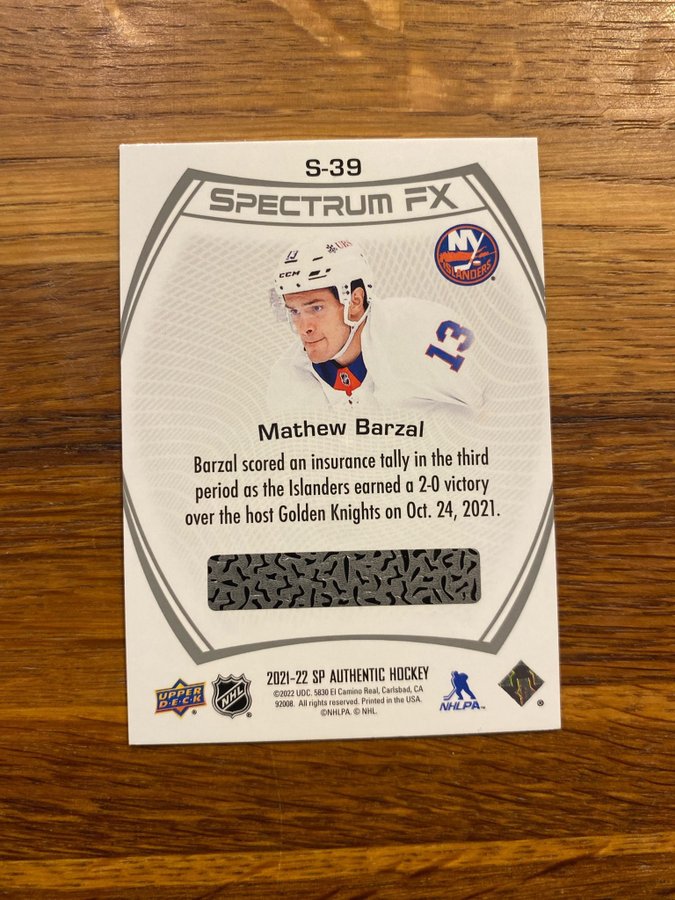 S-39
SPECTRUM FX
NY
ISLANDERS
13
UBS
CCM
13
Mathew Barzal
Barzal scored an insurance tally in the third
period as the Islanders earned a 2-0 victory
over the host Golden Knights on Oct. 24, 2021.
2021-22 SP AUTHENTIC HOCKEY
©2022 UDC. 5830 El Camino Real, Carlsbad, CA
92008. All rights reserved. Printed in the USA.
©NHLPA. © NHL.
UPPER
D·E·C·K
NHL
NHLPA